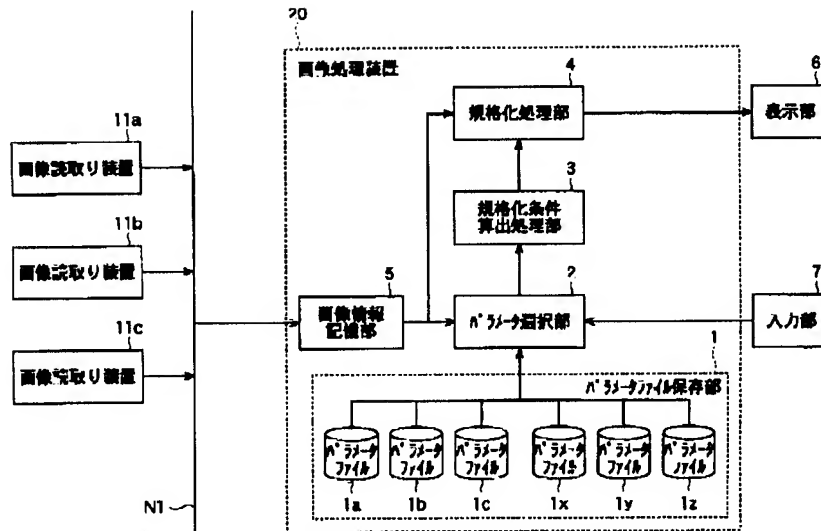 20
画像処理装置
4
規格化処理部
6
表示部
11a
画像読取り装置
3
規格化条件
算出処理部
11b
画像読取り装置
5
画像情報
記憶部
2
パラメータ選択部
7
入力部
11c
画像読取り装置
1
パラメータファイル保存部
パラメータ
ファイル
パラメータ
ファイル
パラメータ
ファイル
パラメータ
ファイル
パラメータ
ファイル
パラメータ
ファイル
1a
1b
1c
1x
1y
1z
N1